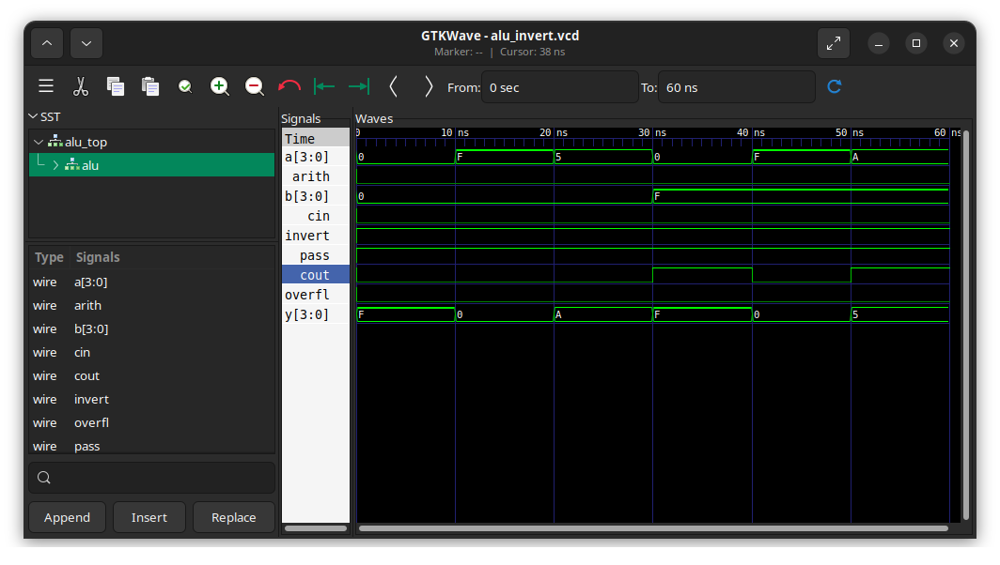 GTKWave - alu_invert.vcd
Marker: -- | Cursor: 38 ns
From: 0 sec To: 60 ns
SST
alu_top
alu
Type Signals
wire a[3:0]
wire arith
wire b[3:0]
wire cin
wire cout
wire invert
wire overfl
wire pass
Append Insert Replace
Signals
Time
a[3:0]
arith
b[3:0]
cin
invert
pass
cout
overfl
y[3:0]
Waves
0 10 ns 20 ns 30 ns 40 ns 50 ns 60 ns
0 F 5 0 F A
0 F
F 0 A F 0 5